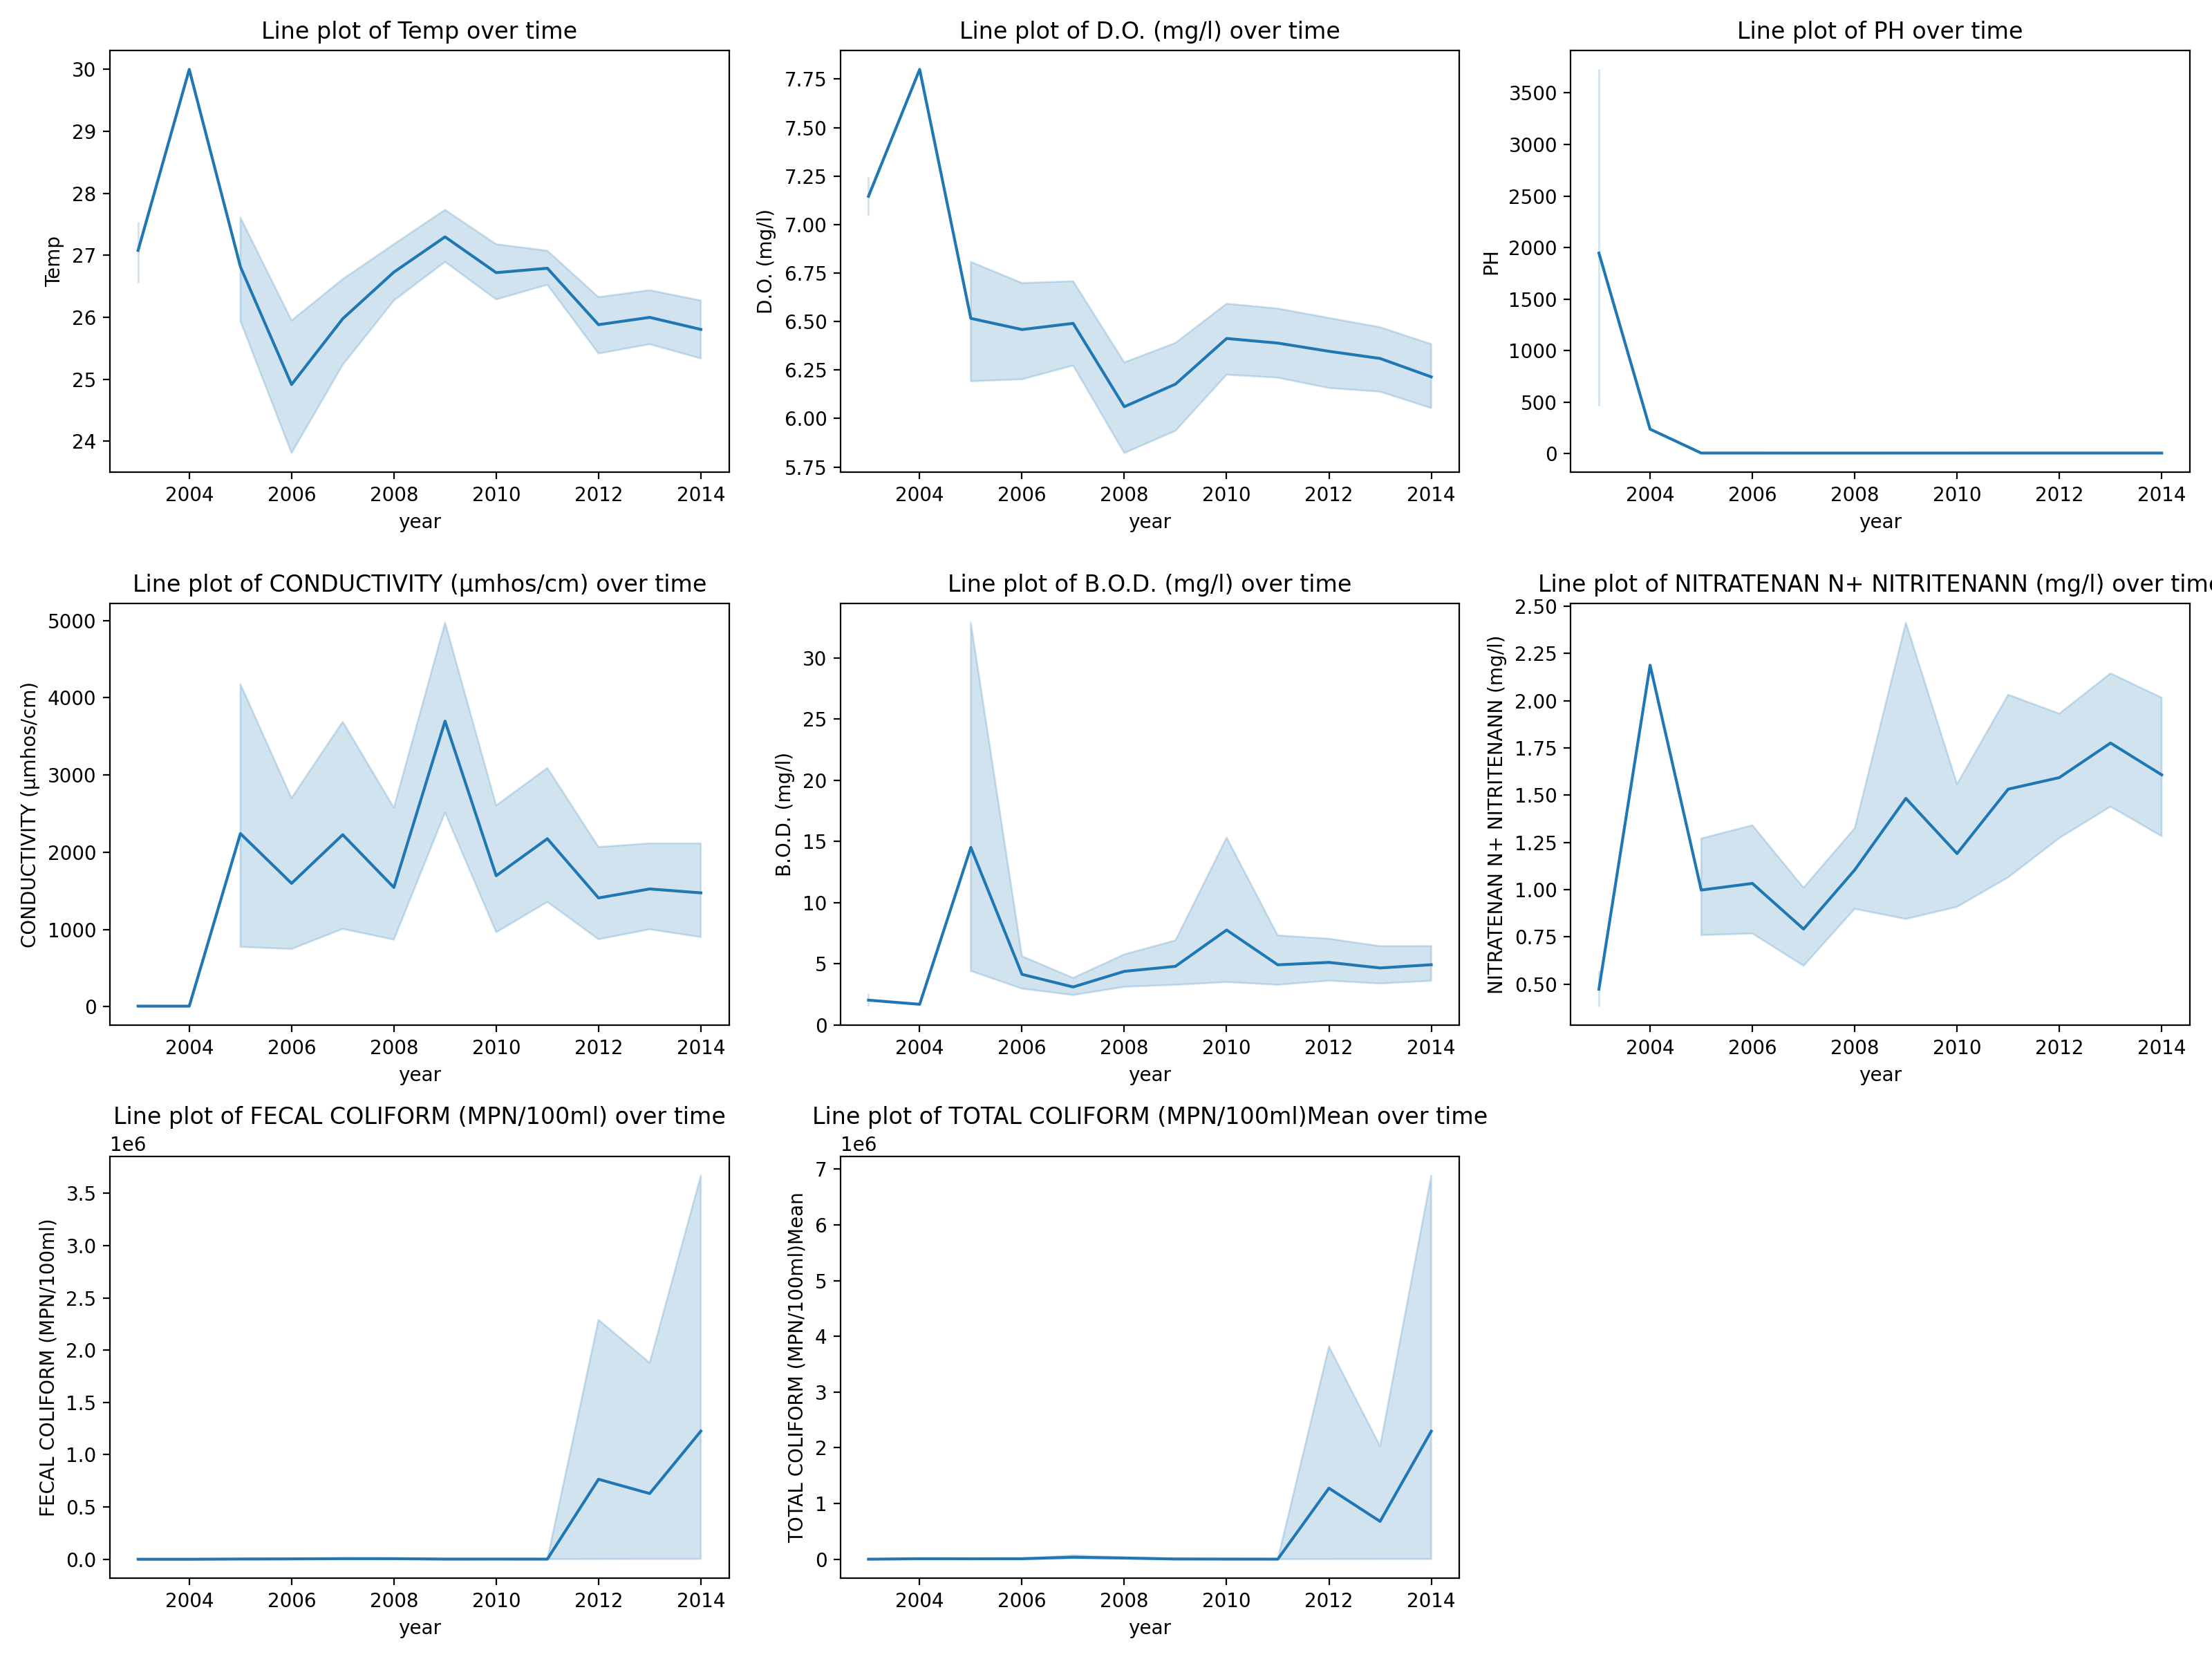 Line plot of Temp over time
30
29
28
27
26
25
24
Temp
2004 2006 2008 2010 2012 2014
year
Line plot of D.O. (mg/l) over time
7.75
7.50
7.25
7.00
6.75
6.50
6.25
6.00
5.75
D.O. (mg/l)
2004 2006 2008 2010 2012 2014
year
Line plot of PH over time
3500
3000
2500
2000
1500
1000
500
0
PH
2004 2006 2008 2010 2012 2014
year
Line plot of CONDUCTIVITY (µmhos/cm) over time
5000
4000
3000
2000
1000
0
CONDUCTIVITY (µmhos/cm)
2004 2006 2008 2010 2012 2014
year
Line plot of B.O.D. (mg/l) over time
30
25
20
15
10
5
0
B.O.D. (mg/l)
2004 2006 2008 2010 2012 2014
year
Line plot of NITRATENAN N+ NITRITENANN (mg/l) over time
2.50
2.25
2.00
1.75
1.50
1.25
1.00
0.75
0.50
NITRATENAN N+ NITRITENANN (mg/l)
2004 2006 2008 2010 2012 2014
year
Line plot of FECAL COLIFORM (MPN/100ml) over time
1e6
3.5
3.0
2.5
2.0
1.5
1.0
0.5
0.0
FECAL COLIFORM (MPN/100ml)
2004 2006 2008 2010 2012 2014
year
Line plot of TOTAL COLIFORM (MPN/100ml)Mean over time
1e6
7
6
5
4
3
2
1
0
TOTAL COLIFORM (MPN/100ml)Mean
2004 2006 2008 2010 2012 2014
year